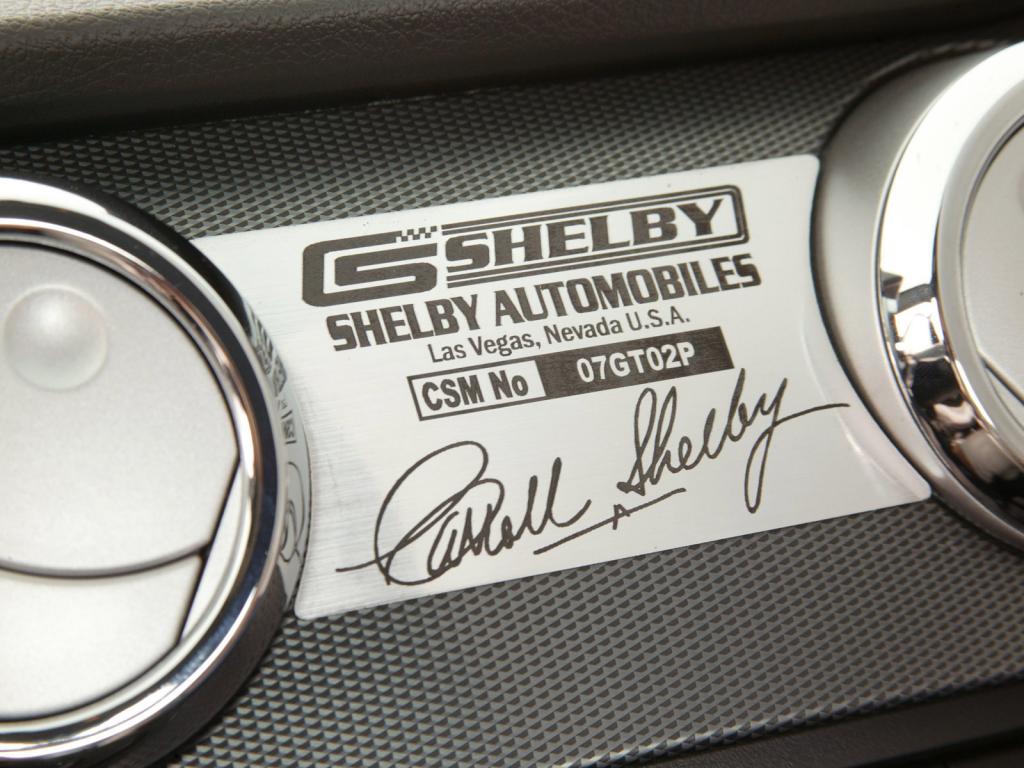 SHELBY
SHELBY AUTOMOBILES
Las Vegas, Nevada U.S.A.
CSM No 07GT02P
Carroll Shelby